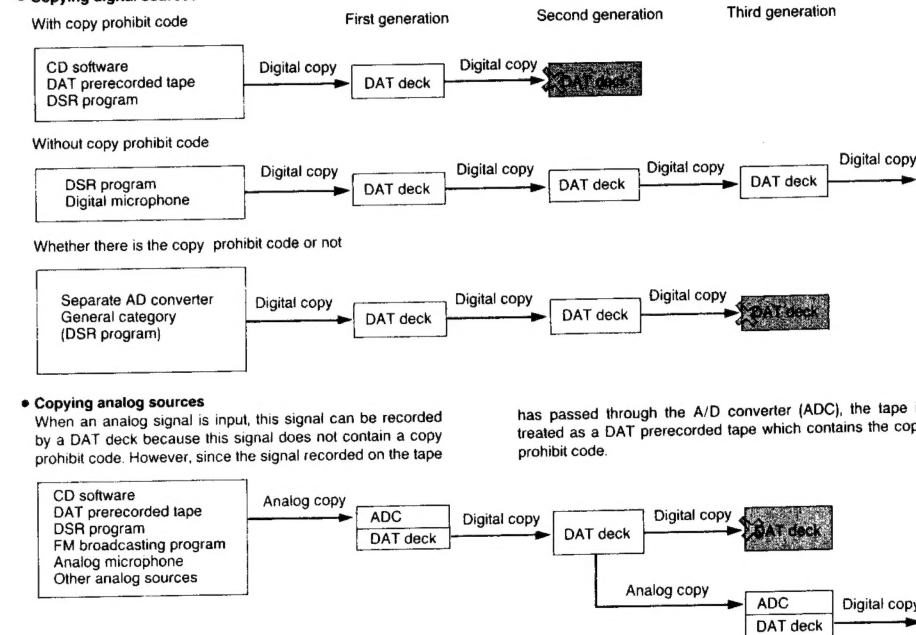 First generation Second generation Third generation
With copy prohibit code
CD software
DAT prerecorded tape
DSR program
Digital copy
DAT deck
Digital copy
DAT deck
Without copy prohibit code
DSR program
Digital microphone
Digital copy
DAT deck
Digital copy
DAT deck
Digital copy
DAT deck
Digital copy
Whether there is the copy prohibit code or not
Separate AD converter
General category
(DSR program)
Digital copy
DAT deck
Digital copy
DAT deck
Digital copy
DAT deck
• Copying analog sources
When an analog signal is input, this signal can be recorded
by a DAT deck because this signal does not contain a copy
prohibit code. However, since the signal recorded on the tape
has passed through the A/D converter (ADC), the tape
treated as a DAT prerecorded tape which contains the cop
prohibit code.
CD software
DAT prerecorded tape
DSR program
FM broadcasting program
Analog microphone
Other analog sources
Analog copy
ADC
DAT deck
Digital copy
DAT deck
Digital copy
DAT deck
Analog copy
ADC
DAT deck
Digital copy